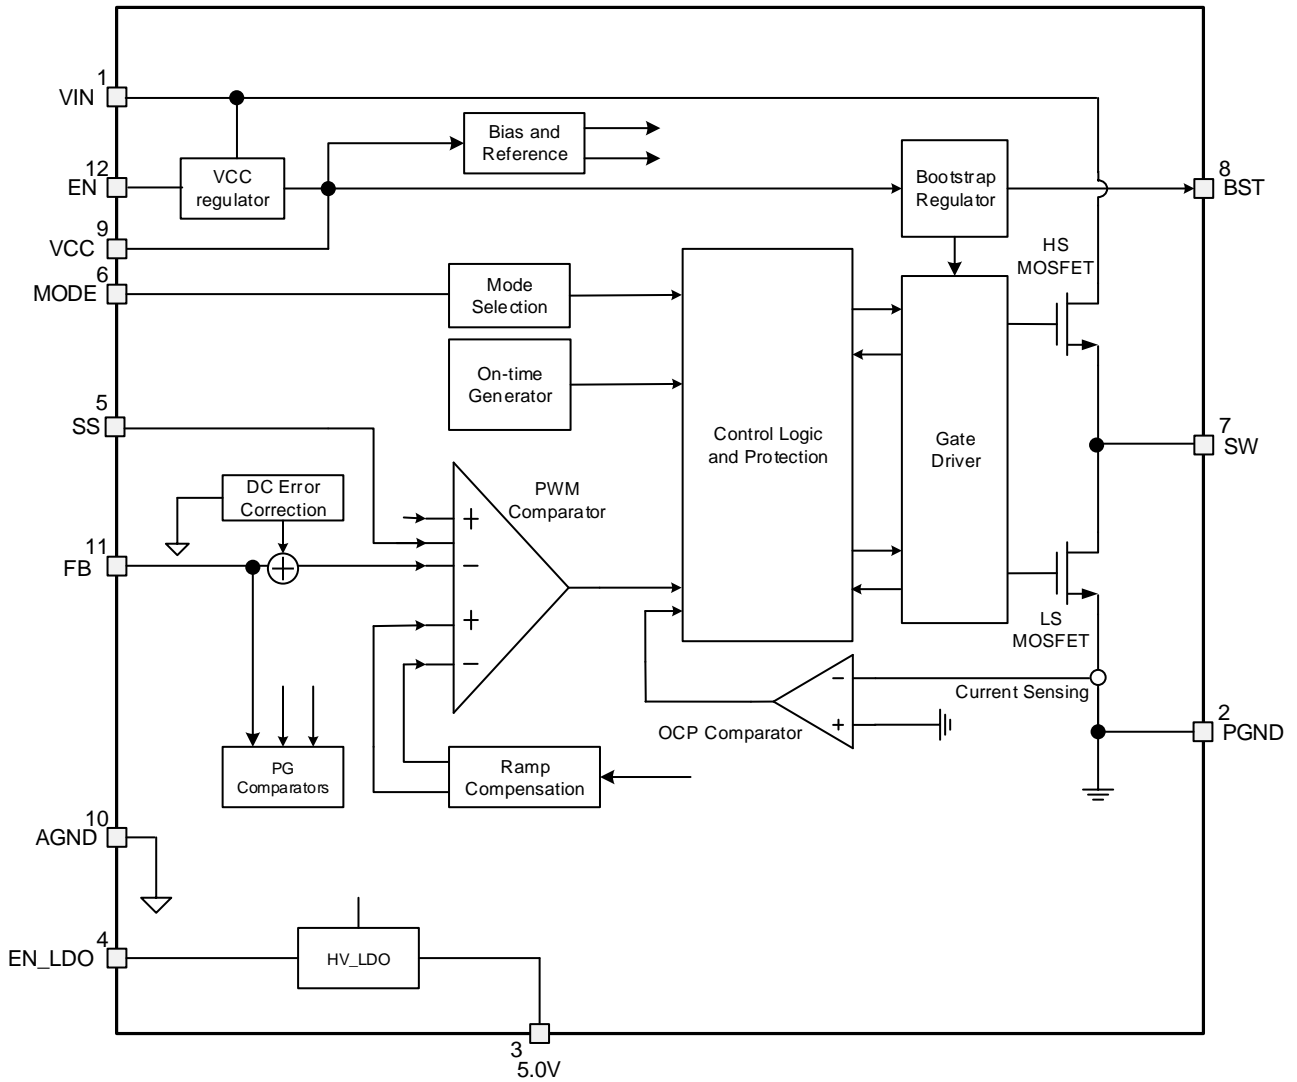 1
VIN
12
EN
9
VCC
6
MODE
5
SS
11
FB
10
AGND
4
EN_LDO
VCC
regulator
Bias and
Reference
Bootstrap
Regulator
8
BST
HS
MOSFET
Mode
Selection
On-time
Generator
Control Logic
and Protection
Gate
Driver
7
SW
DC Error
Correction
PWM
Comparator
+
−
+
−
LS
MOSFET
Current Sensing
−
+
OCP Comparator
2
PGND
PG
Comparators
Ramp
Compensation
HV_LDO
3
5.0V